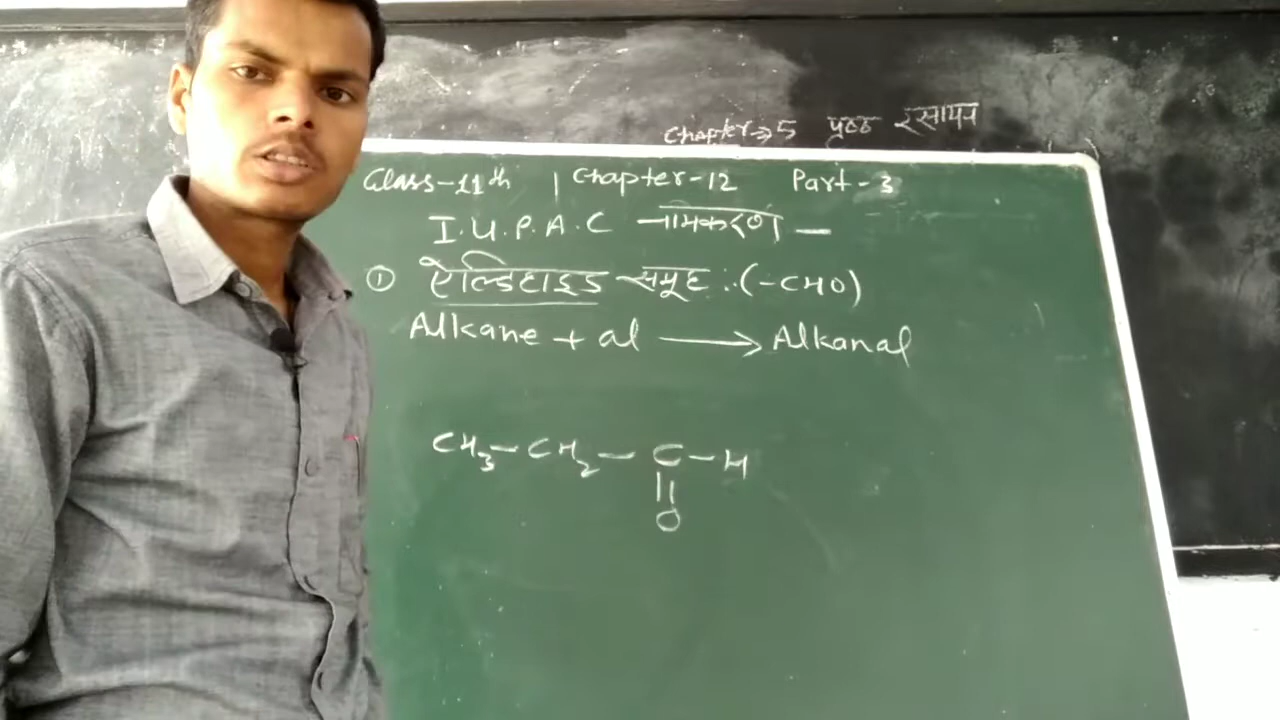 Chapter⇒5 पृष्ठ रसायन
Class-11th | Chapter-12 Part-3
I.U.P.A.C नामकरण —
① ऐल्डिहाइड समूह :- (-CHO)
Alkane + al ⟶ Alkanal
CH₃-CH₂-C-H
||
O